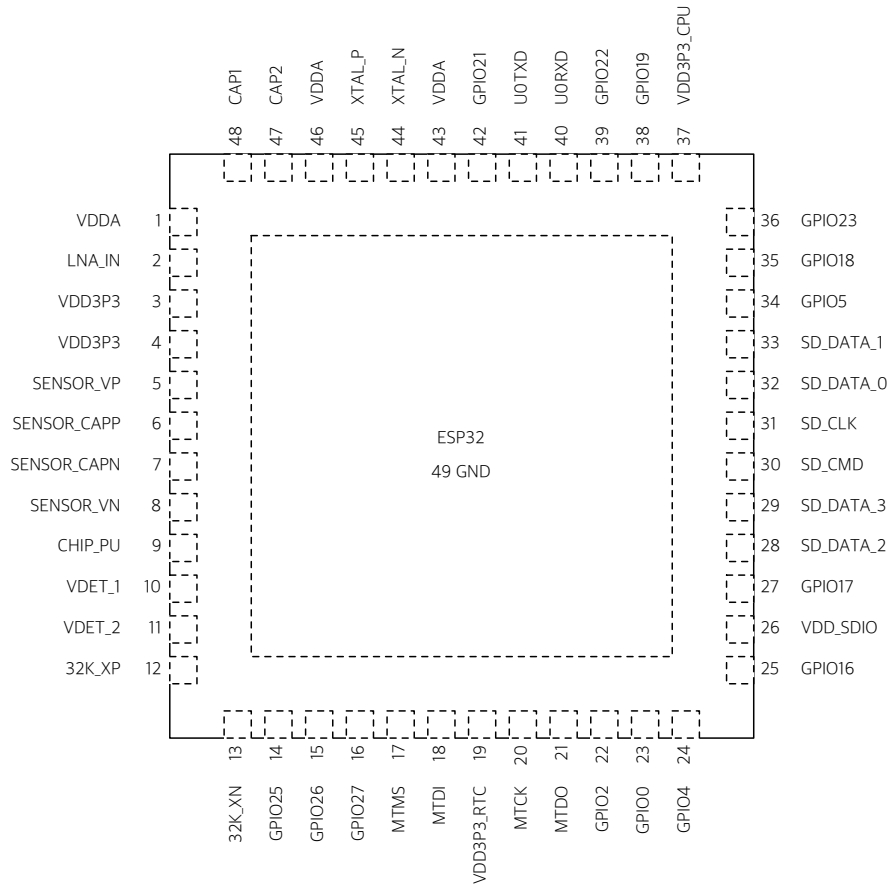 CAP1
CAP2
VDDA
XTAL_P
XTAL_N
VDDA
GPIO21
U0TXD
U0RXD
GPIO22
GPIO19
VDD3P3_CPU
48
47
46
45
44
43
42
41
40
39
38
37
VDDA 1
LNA_IN 2
VDD3P3 3
VDD3P3 4
SENSOR_VP 5
SENSOR_CAPP 6
SENSOR_CAPN 7
SENSOR_VN 8
CHIP_PU 9
VDET_1 10
VDET_2 11
32K_XP 12
ESP32
49 GND
36 GPIO23
35 GPIO18
34 GPIO5
33 SD_DATA_1
32 SD_DATA_0
31 SD_CLK
30 SD_CMD
29 SD_DATA_3
28 SD_DATA_2
27 GPIO17
26 VDD_SDIO
25 GPIO16
13
14
15
16
17
18
19
20
21
22
23
24
32K_XN
GPIO25
GPIO26
GPIO27
MTMS
MTDI
VDD3P3_RTC
MTCK
MTDO
GPIO2
GPIO0
GPIO4